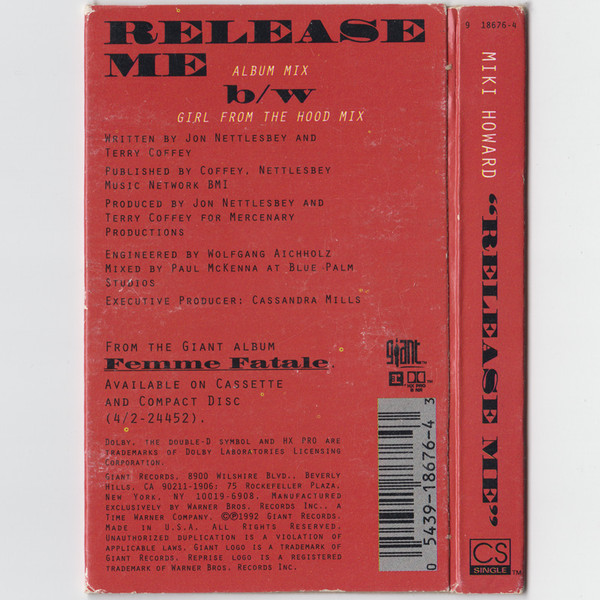 RELEASE
ME
ALBUM MIX
b/w
GIRL FROM THE HOOD MIX
WRITTEN BY JON NETTLESBEY AND
TERRY COFFEY
PUBLISHED BY COFFEY, NETTLESBEY
MUSIC NETWORK BMI
PRODUCED BY JON NETTLESBEY AND
TERRY COFFEY FOR MERCENARY
PRODUCTIONS
ENGINEERED BY WOLFGANG AICHHOLZ
MIXED BY PAUL MCKENNA AT BLUE PALM
STUDIOS
EXECUTIVE PRODUCER: CASSANDRA MILLS
FROM THE GIANT ALBUM
Femme Fatale.
AVAILABLE ON CASSETTE
AND COMPACT DISC
(4/2-24452).
DOLBY, THE DOUBLE-D SYMBOL AND HX PRO ARE
TRADEMARKS OF DOLBY LABORATORIES LICENSING
CORPORATION.
GIANT RECORDS, 8900 WILSHIRE BLVD., BEVERLY
HILLS, CA 90211-1906; 75 ROCKEFELLER PLAZA,
NEW YORK, NY 10019-6908. MANUFACTURED
EXCLUSIVELY BY WARNER BROS. RECORDS INC., A
TIME WARNER COMPANY. ©℗1992 GIANT RECORDS.
MADE IN U.S.A. ALL RIGHTS RESERVED.
UNAUTHORIZED DUPLICATION IS A VIOLATION OF
APPLICABLE LAWS. GIANT LOGO IS A TRADEMARK OF
GIANT RECORDS. REPRISE LOGO IS A REGISTERED
TRADEMARK OF WARNER BROS. RECORDS INC.
giant
0 5439-18676-4 3
9 18676-4
MIKI HOWARD
"RELEASE ME"
CS
SINGLE™